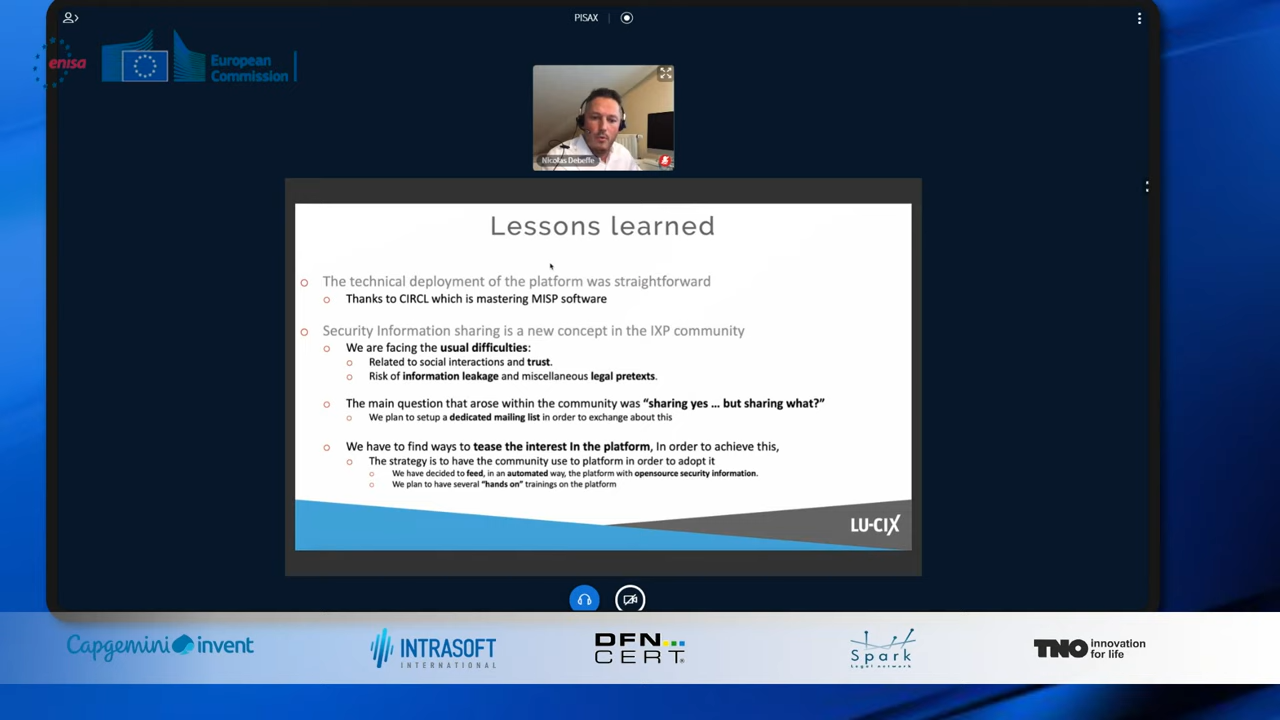 PISAX
enisa
European
Commission
Nicolas Debeffe
Lessons learned
The technical deployment of the platform was straightforward
Thanks to CIRCL which is mastering MISP software
Security Information sharing is a new concept in the IXP community
We are facing the usual difficulties:
Related to social interactions and trust.
Risk of information leakage and miscellaneous legal pretexts.
The main question that arose within the community was “sharing yes ... but sharing what?”
We plan to setup a dedicated mailing list in order to exchange about this
We have to find ways to tease the interest In the platform, In order to achieve this,
The strategy is to have the community use to platform in order to adopt it
We have decided to feed, in an automated way, the platform with opensource security information.
We plan to have several “hands on” trainings on the platform
LU-CIX
Capgemini invent
INTRASOFT
INTERNATIONAL
DFN
CERT
Spark
Legal network
TNO innovation
for life